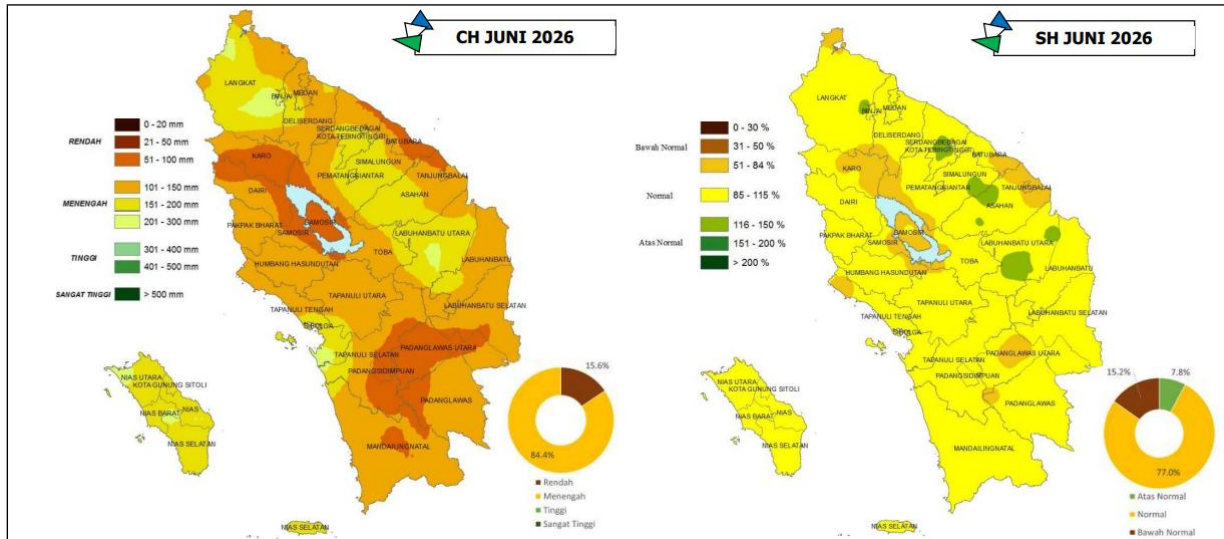 CH JUNI 2026
LANGKAT
BINJAI
MEDAN
DELISERDANG
SERDANGBEDAGAI
KOTA TEBINGTINGGI
BATUBARA
KARO
SIMALUNGUN
PEMATANGSIANTAR
TANJUNGBALAI
DAIRI
ASAHAN
SAMOSIR
PAKPAK BHARAT
SAMOSIR
LABUHANBATU UTARA
TOBA
LABUHANBATU
HUMBANG HASUNDUTAN
TAPANULI UTARA
LABUHANBATU SELATAN
TAPANULI TENGAH
SIBOLGA
PADANGLAWAS UTARA
TAPANULI SELATAN
PADANGSIDIMPUAN
PADANGLAWAS
MANDAILINGNATAL
NIAS UTARA
KOTA GUNUNG SITOLI
NIAS BARAT
NIAS
NIAS SELATAN
NIAS SELATAN
RENDAH
0 - 20 mm
21 - 50 mm
51 - 100 mm
MENENGAH
101 - 150 mm
151 - 200 mm
201 - 300 mm
TINGGI
301 - 400 mm
401 - 500 mm
SANGAT TINGGI
> 500 mm
15.6%
84.4%
Rendah
Menengah
Tinggi
Sangat Tinggi
SH JUNI 2026
LANGKAT
BINJAI
MEDAN
DELISERDANG
SERDANGBEDAGAI
KOTA TEBINGTINGGI
BATUBARA
KARO
SIMALUNGUN
PEMATANGSIANTAR
TANJUNGBALAI
DAIRI
ASAHAN
SAMOSIR
PAKPAK BHARAT
SAMOSIR
LABUHANBATU UTARA
TOBA
LABUHANBATU
HUMBANG HASUNDUTAN
TAPANULI UTARA
LABUHANBATU SELATAN
TAPANULI TENGAH
SIBOLGA
PADANGLAWAS UTARA
TAPANULI SELATAN
PADANGSIDIMPUAN
PADANGLAWAS
MANDAILINGNATAL
NIAS UTARA
KOTA GUNUNG SITOLI
NIAS BARAT
NIAS
NIAS SELATAN
NIAS SELATAN
Bawah Normal
0 - 30 %
31 - 50 %
51 - 84 %
Normal
85 - 115 %
Atas Normal
116 - 150 %
151 - 200 %
> 200 %
15.2%
7.8%
77.0%
Atas Normal
Normal
Bawah Normal